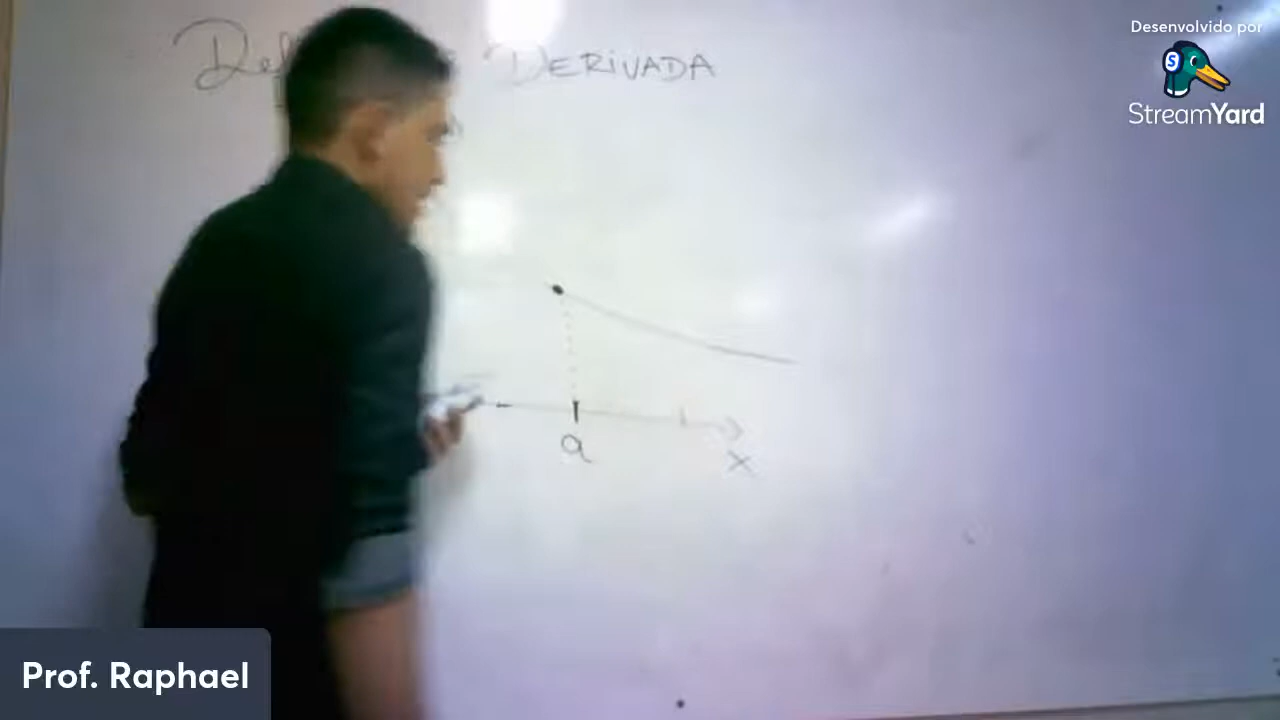 Desenvolvido por
StreamYard
DERIVADA
a
x
Prof. Raphael